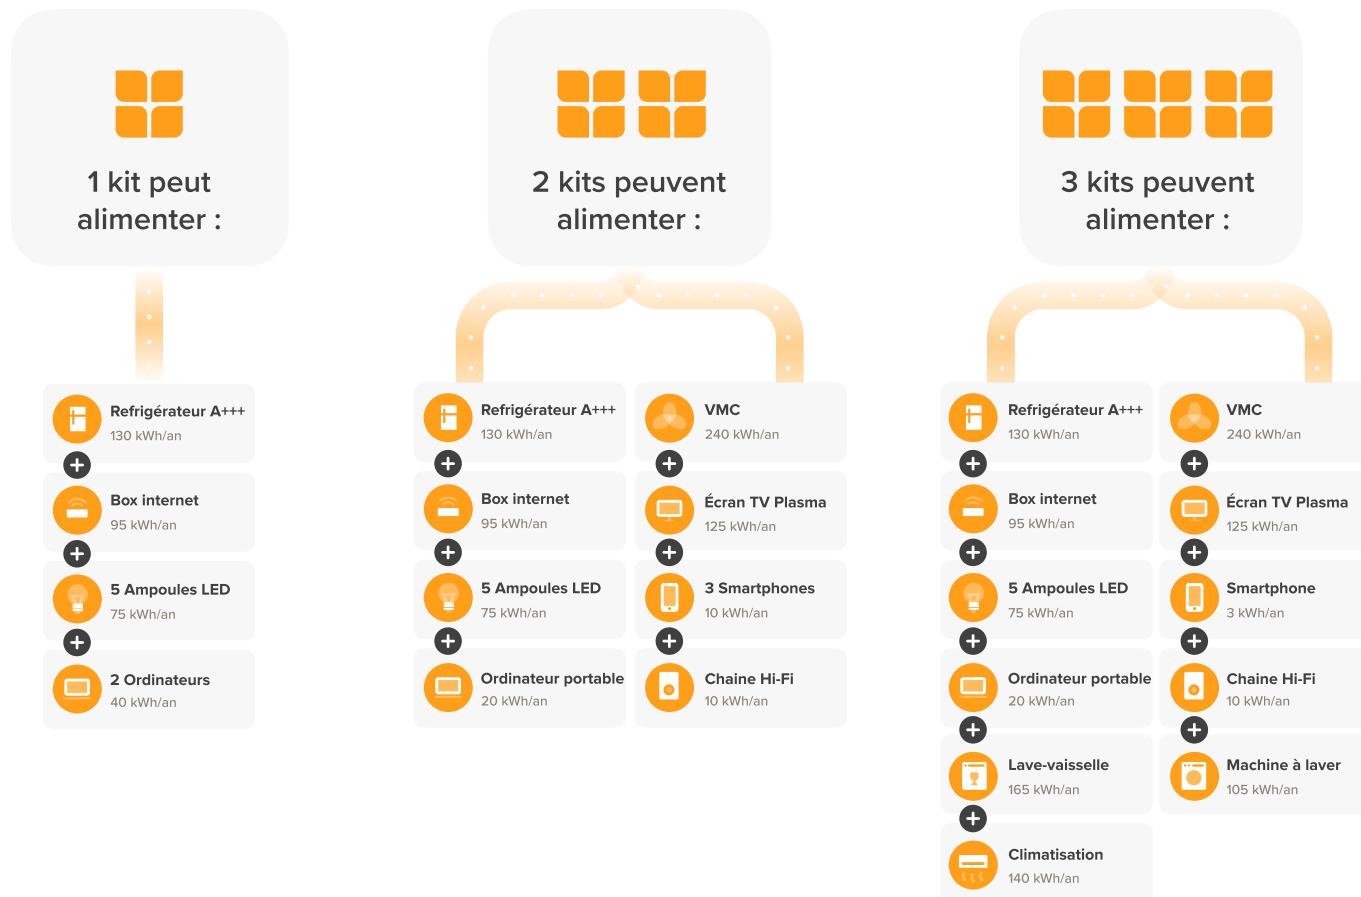 1 kit peut
alimenter :
Refrigérateur A+++
130 kWh/an
Box internet
95 kWh/an
5 Ampoules LED
75 kWh/an
2 Ordinateurs
40 kWh/an
2 kits peuvent
alimenter :
Refrigérateur A+++
130 kWh/an
Box internet
95 kWh/an
5 Ampoules LED
75 kWh/an
Ordinateur portable
20 kWh/an
VMC
240 kWh/an
Écran TV Plasma
125 kWh/an
3 Smartphones
10 kWh/an
Chaine Hi-Fi
10 kWh/an
3 kits peuvent
alimenter :
Refrigérateur A+++
130 kWh/an
Box internet
95 kWh/an
5 Ampoules LED
75 kWh/an
Ordinateur portable
20 kWh/an
Lave-vaisselle
165 kWh/an
Climatisation
140 kWh/an
VMC
240 kWh/an
Écran TV Plasma
125 kWh/an
Smartphone
3 kWh/an
Chaine Hi-Fi
10 kWh/an
Machine à laver
105 kWh/an